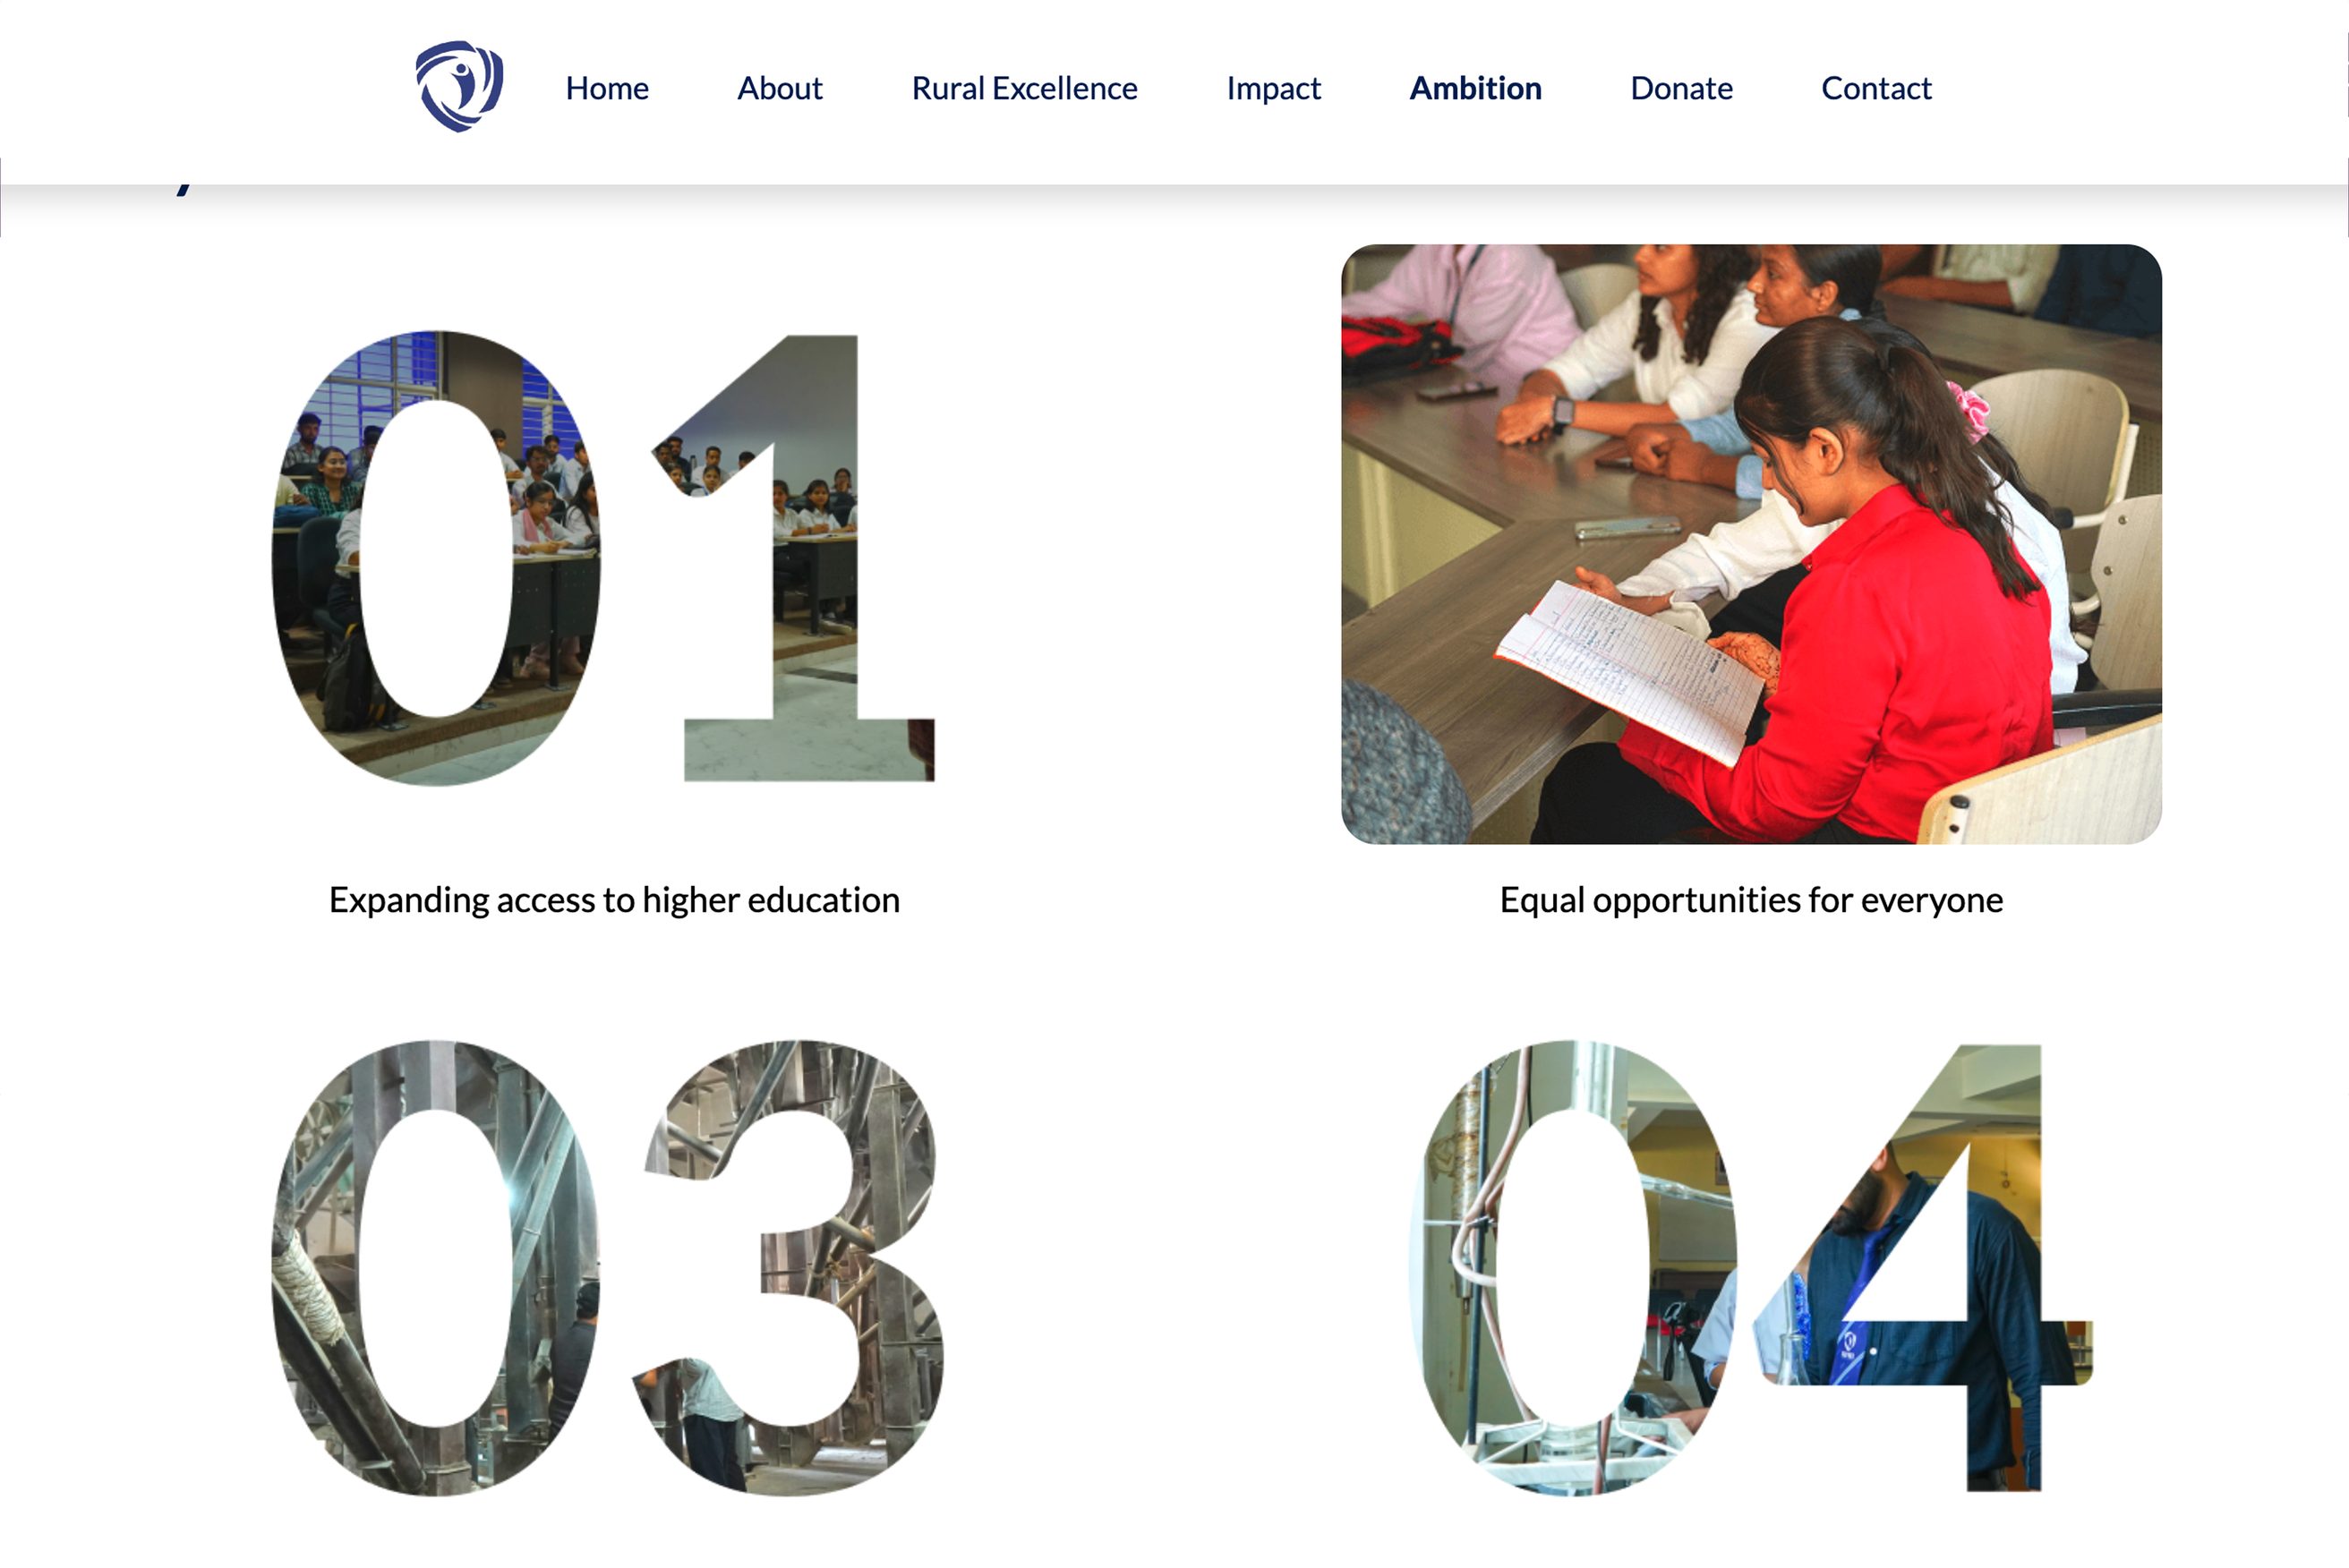 Home About Rural Excellence Impact Ambition Donate Contact
01
Expanding access to higher education
Equal opportunities for everyone
03
04